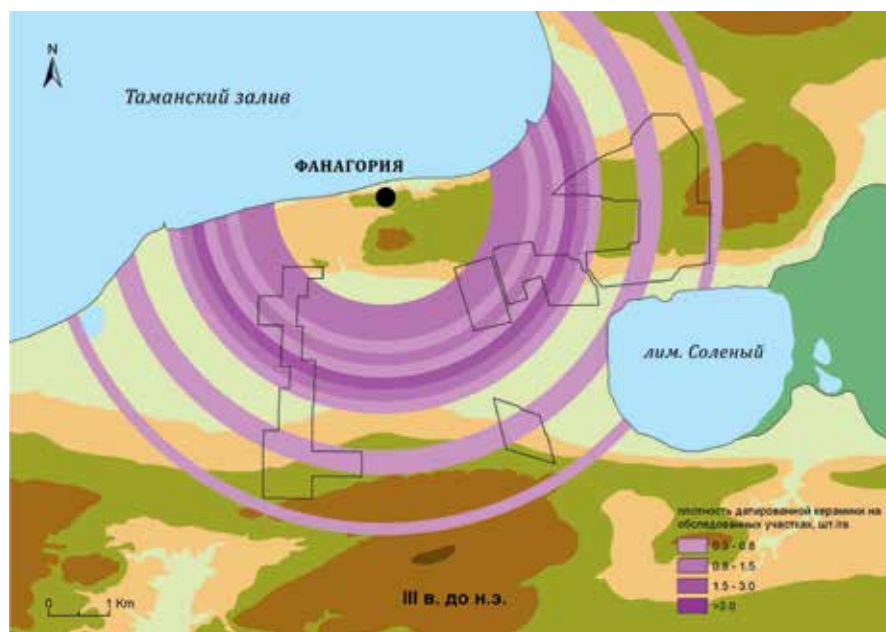 N
Таманский залив
ФАНАГОРИЯ
лим. Соленый
плотность датированной керамики на
обследованных участках, шт/га
0.3 - 0.8
0.8 - 1.5
1.5 - 3.0
>3.0
III в. до н.э.
0 1 Km